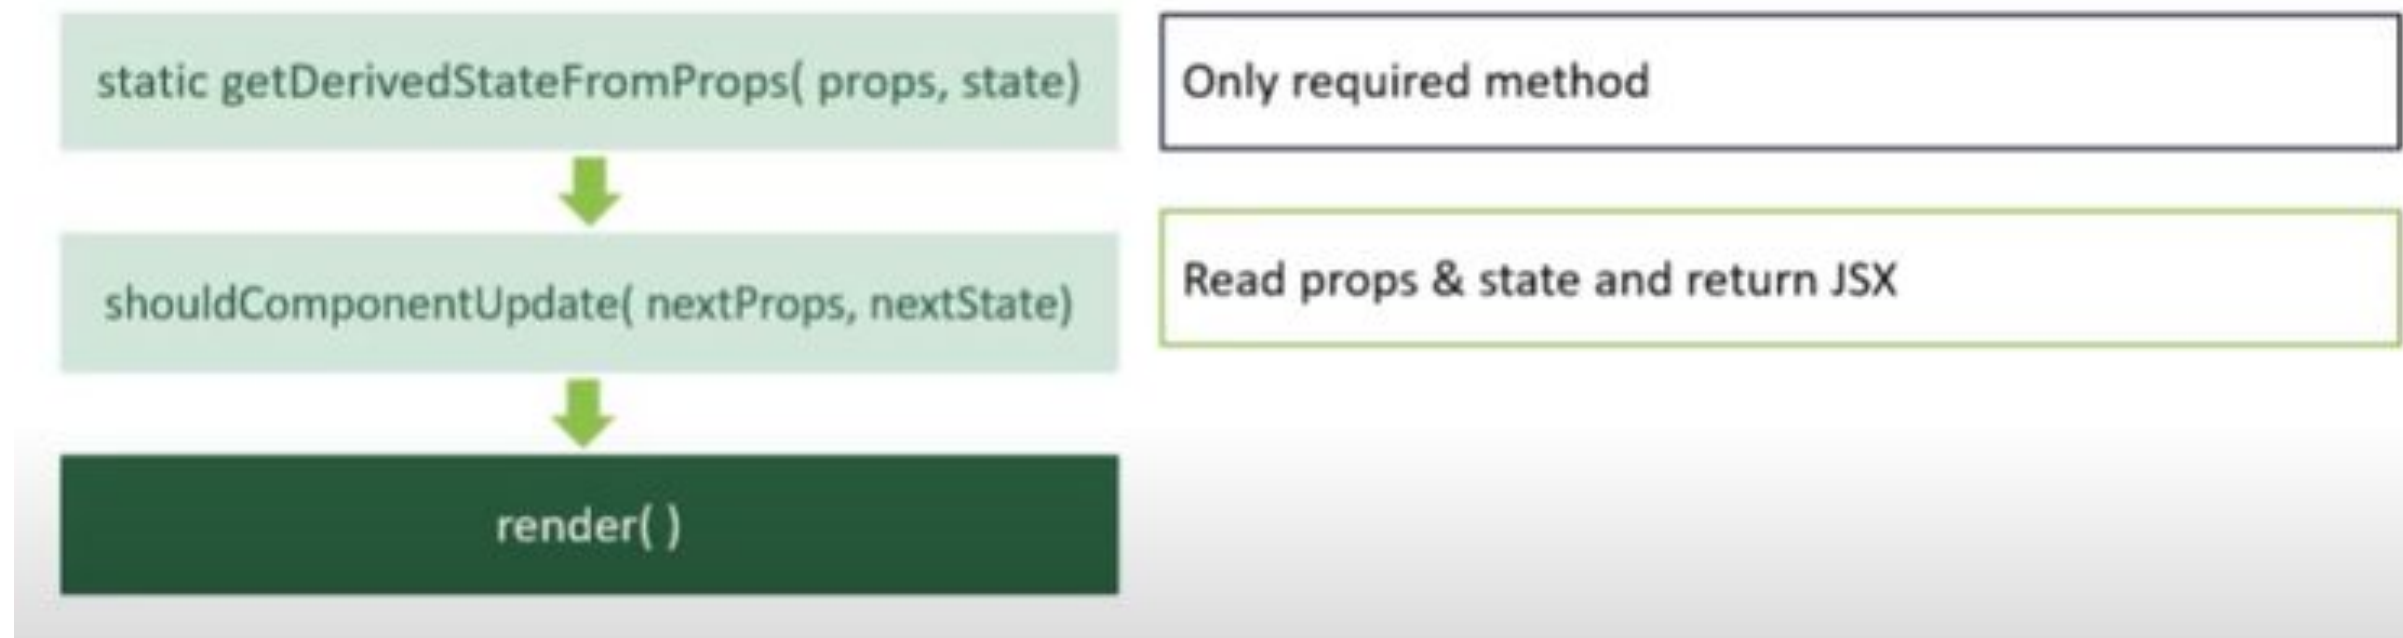 static getDerivedStateFromProps( props, state)
Only required method
shouldComponentUpdate( nextProps, nextState)
Read props & state and return JSX
render( )